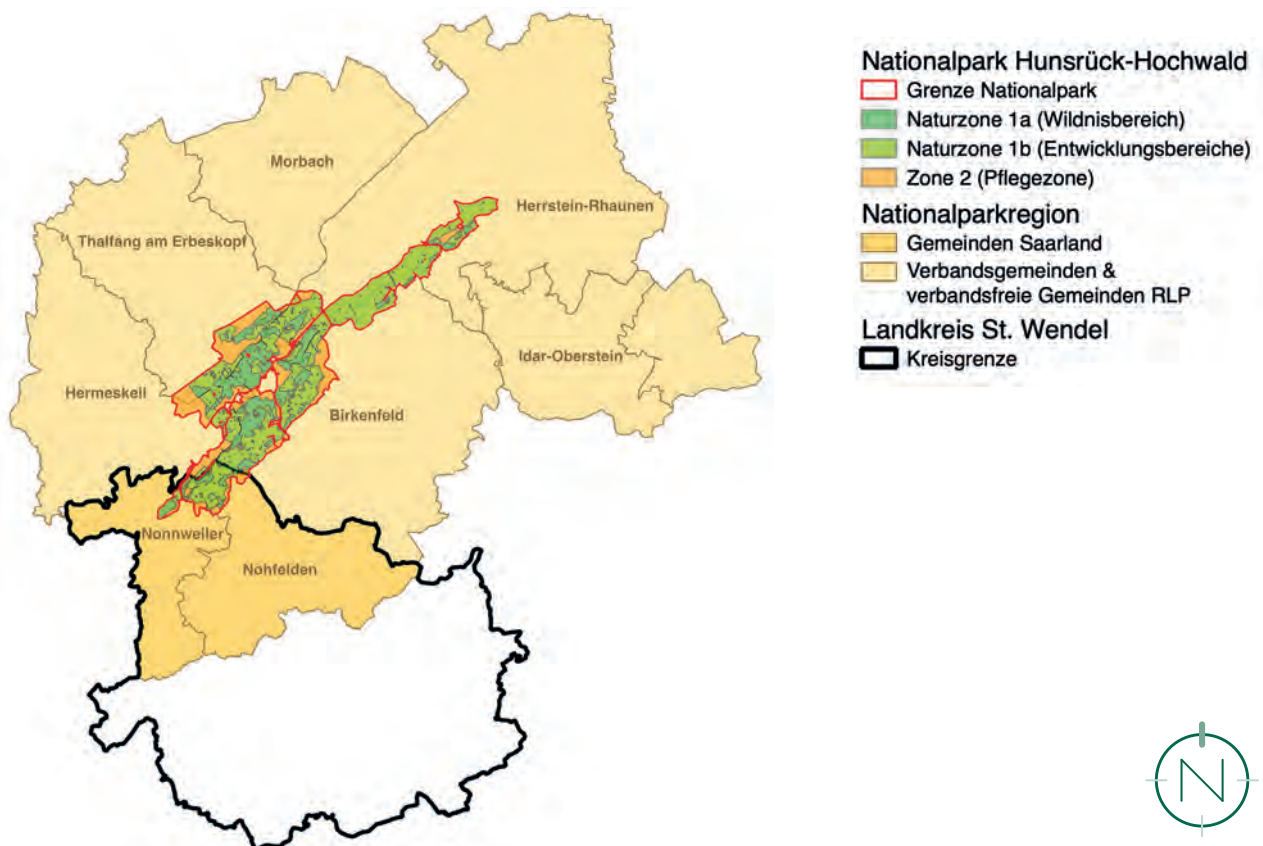 Nationalpark Hunsrück-Hochwald
Grenze Nationalpark
Naturzone 1a (Wildnisbereich)
Naturzone 1b (Entwicklungsbereiche)
Zone 2 (Pflegezone)
Nationalparkregion
Gemeinden Saarland
Verbandsgemeinden &
verbandsfreie Gemeinden RLP
Landkreis St. Wendel
Kreisgrenze
Morbach
Herrstein-Rhaunen
Thalfang am Erbeskopf
Idar-Oberstein
Hermeskeil
Birkenfeld
Nonnweiler
Nohfelden
N